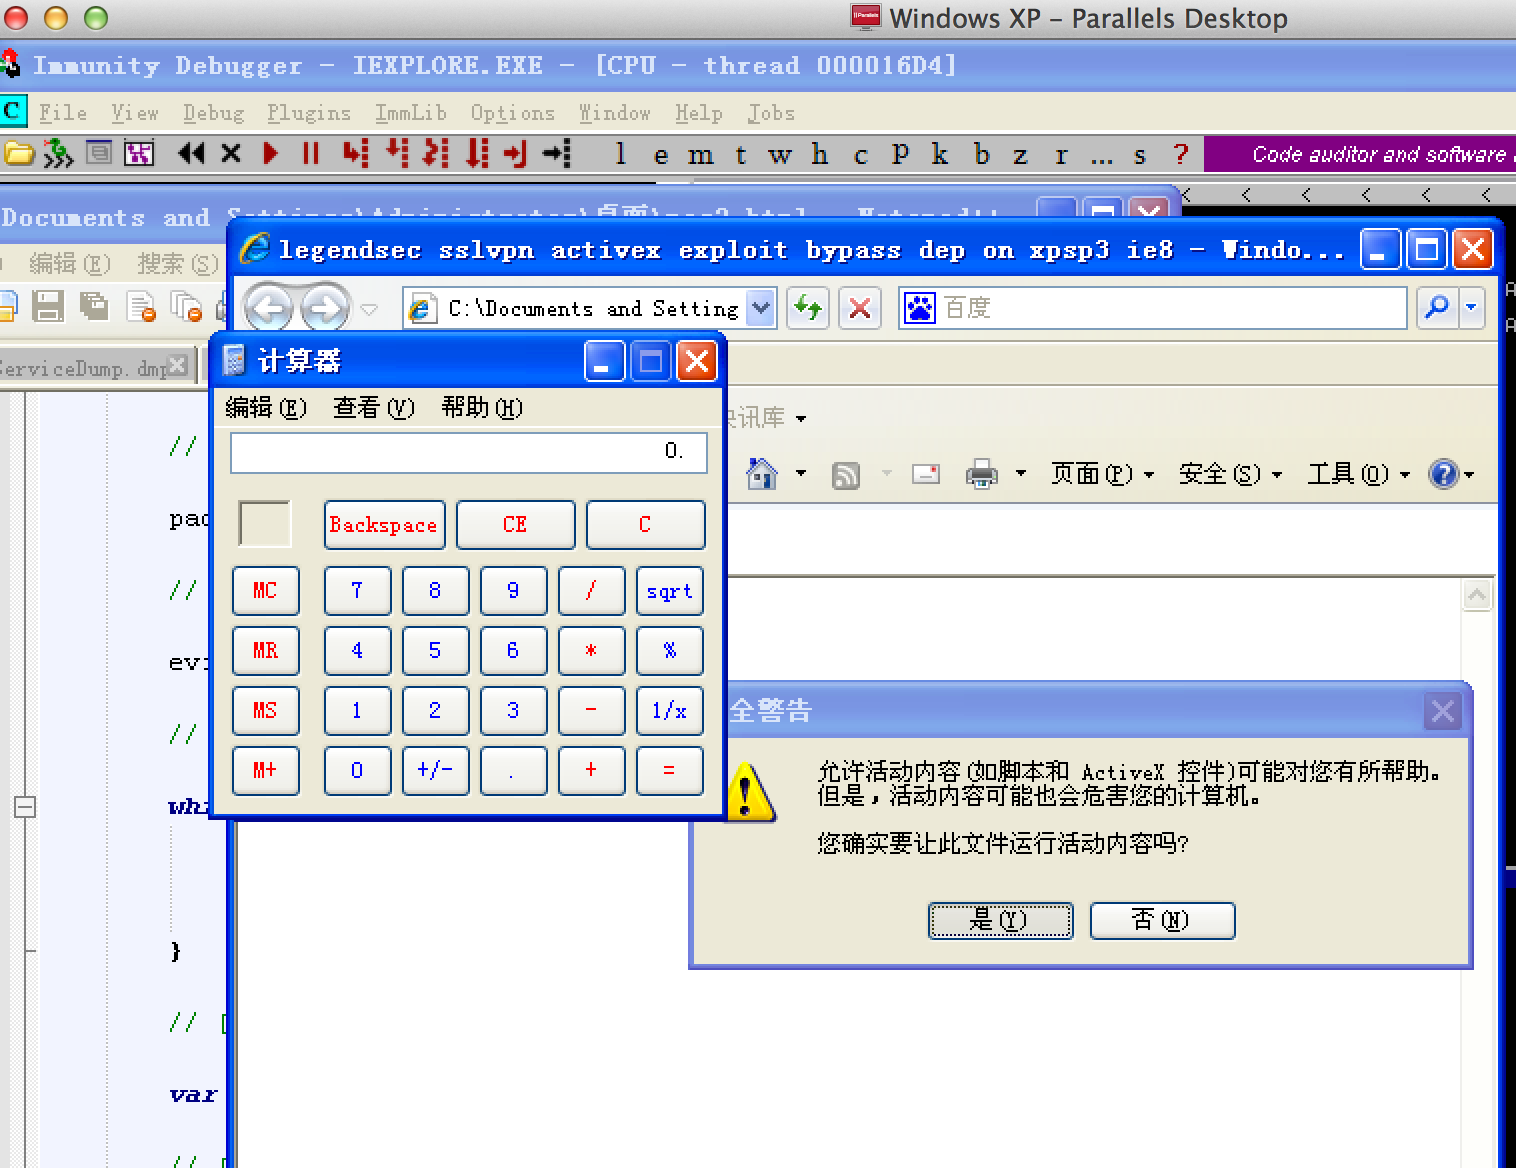 Windows XP - Parallels Desktop
Immunity Debugger - IEXPLORE.EXE - [CPU - thread 000016D4]
C File View Debug Plugins ImmLib Options Window Help Jobs
l e m t w h c p k b z r ... s ?
Code auditor and software
Documents and
编辑(E) 搜索(S)
legendsec sslvpn activex exploit bypass dep on xpsp3 ie8 - Windo...
C:\Documents and Setting
百度
erviceDump.dmp
计算器
编辑(E) 查看(V) 帮助(H)
讯库
0.
页面(P) 安全(S) 工具(O)
Backspace CE C
MC 7 8 9 / sqrt
MR 4 5 6 * %
MS 1 2 3 - 1/x
M+ 0 +/- . + =
//
//
//
全警告
允许活动内容(如脚本和 ActiveX 控件)可能对您有所帮助。
但是，活动内容可能也会危害您的计算机。
您确实要让此文件运行活动内容吗?
是(Y) 否(N)
}
//
var
//